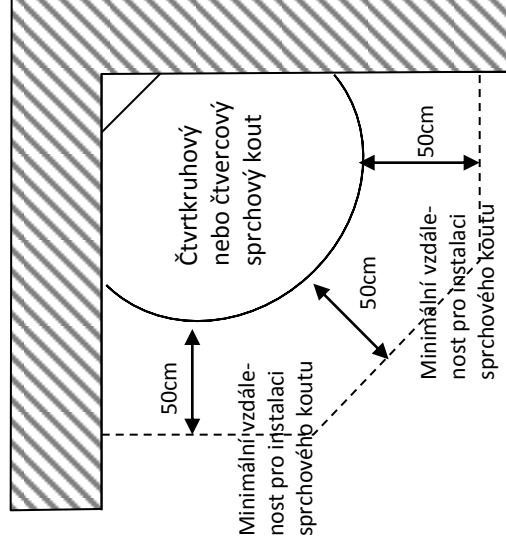 Čtvrtkruhový
nebo čtvercový
sprchový kout
50cm
50cm
50cm
Minimální vzdále-
nost pro instalaci
sprchového koutu
Minimální vzdále-
nost pro instalaci
sprchového koutu